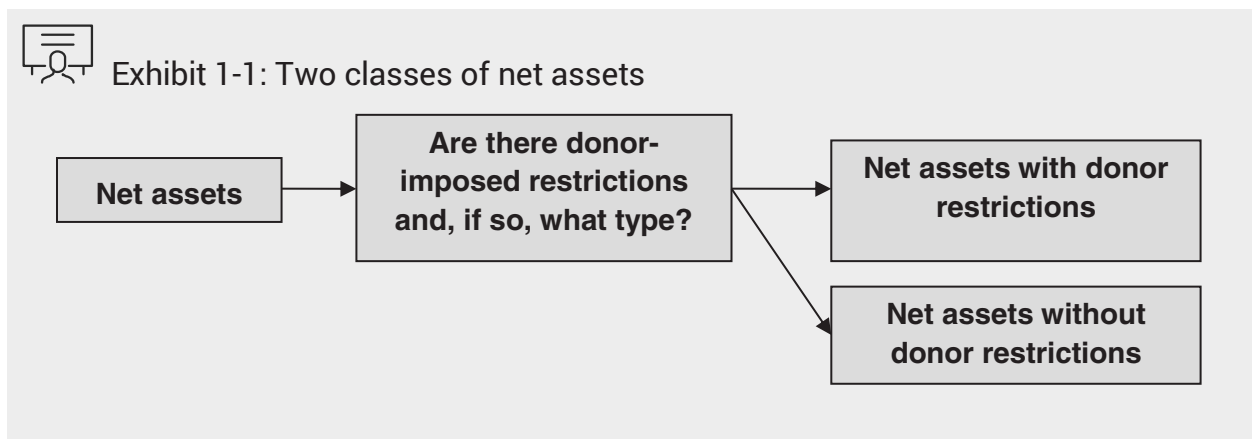 Exhibit 1-1: Two classes of net assets
Net assets
Are there donor-
imposed restrictions
and, if so, what type?
Net assets with donor
restrictions
Net assets without
donor restrictions